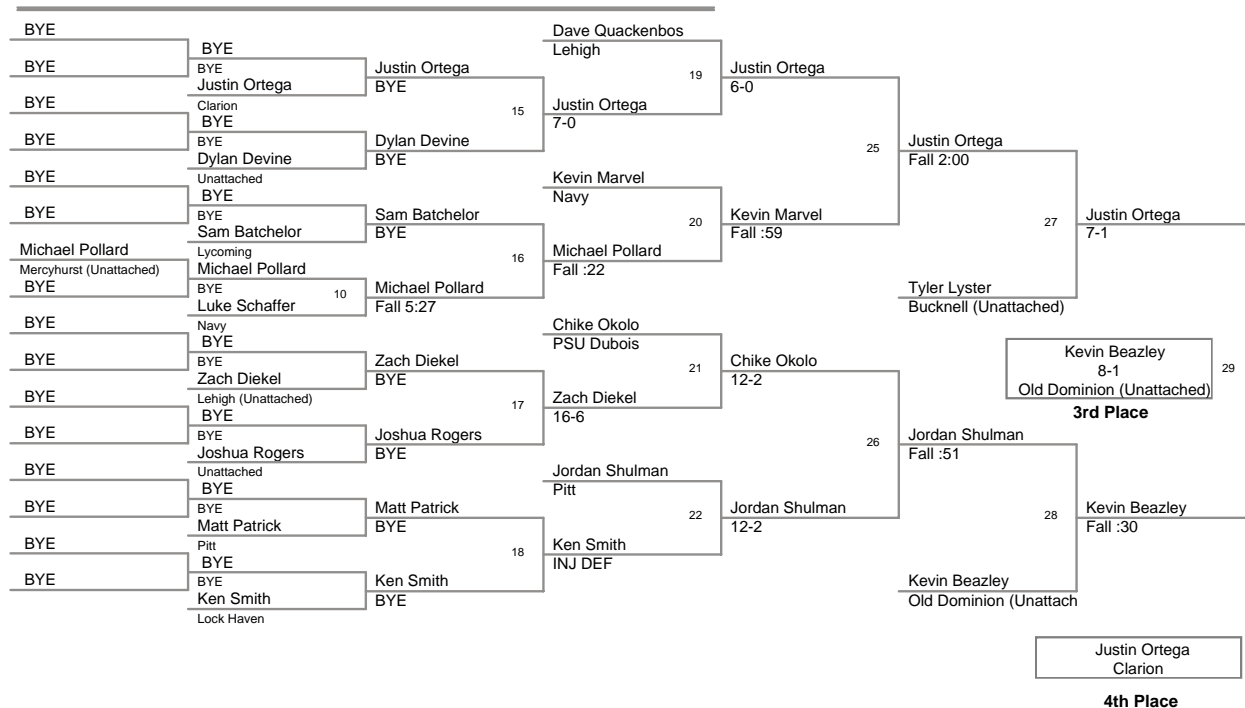 BYE
BYE
BYE
BYE
BYE
BYE
Michael Pollard
Mercyhurst (Unattached)
BYE
BYE
BYE
BYE
BYE
BYE
BYE
BYE
BYE
BYE
BYE
Justin Ortega
Clarion
BYE
BYE
Dylan Devine
Unattached
BYE
BYE
Sam Batchelor
Lycoming
Michael Pollard
BYE
10
Luke Schaffer
Navy
BYE
BYE
Zach Diekel
Lehigh (Unattached)
BYE
BYE
Joshua Rogers
Unattached
BYE
BYE
Matt Patrick
Pitt
BYE
BYE
Ken Smith
Lock Haven
Justin Ortega
BYE
15
Dylan Devine
BYE
Sam Batchelor
BYE
16
Michael Pollard
Fall 5:27
Zach Diekel
BYE
17
Joshua Rogers
BYE
Matt Patrick
BYE
18
Ken Smith
BYE
Dave Quackenbos
Lehigh
19
Justin Ortega
7-0
Kevin Marvel
Navy
20
Michael Pollard
Fall :22
Chike Okolo
PSU Dubois
21
Zach Diekel
16-6
Jordan Shulman
Pitt
22
Ken Smith
INJ DEF
Justin Ortega
6-0
25
Kevin Marvel
Fall :59
Chike Okolo
12-2
26
Jordan Shulman
12-2
Justin Ortega
Fall 2:00
27
Tyler Lyster
Bucknell (Unattached)
Jordan Shulman
Fall :51
28
Kevin Beazley
Old Dominion (Unattach
Justin Ortega
7-1
Kevin Beazley
8-1
Old Dominion (Unattached)
29
3rd Place
Kevin Beazley
Fall :30
Justin Ortega
Clarion
4th Place